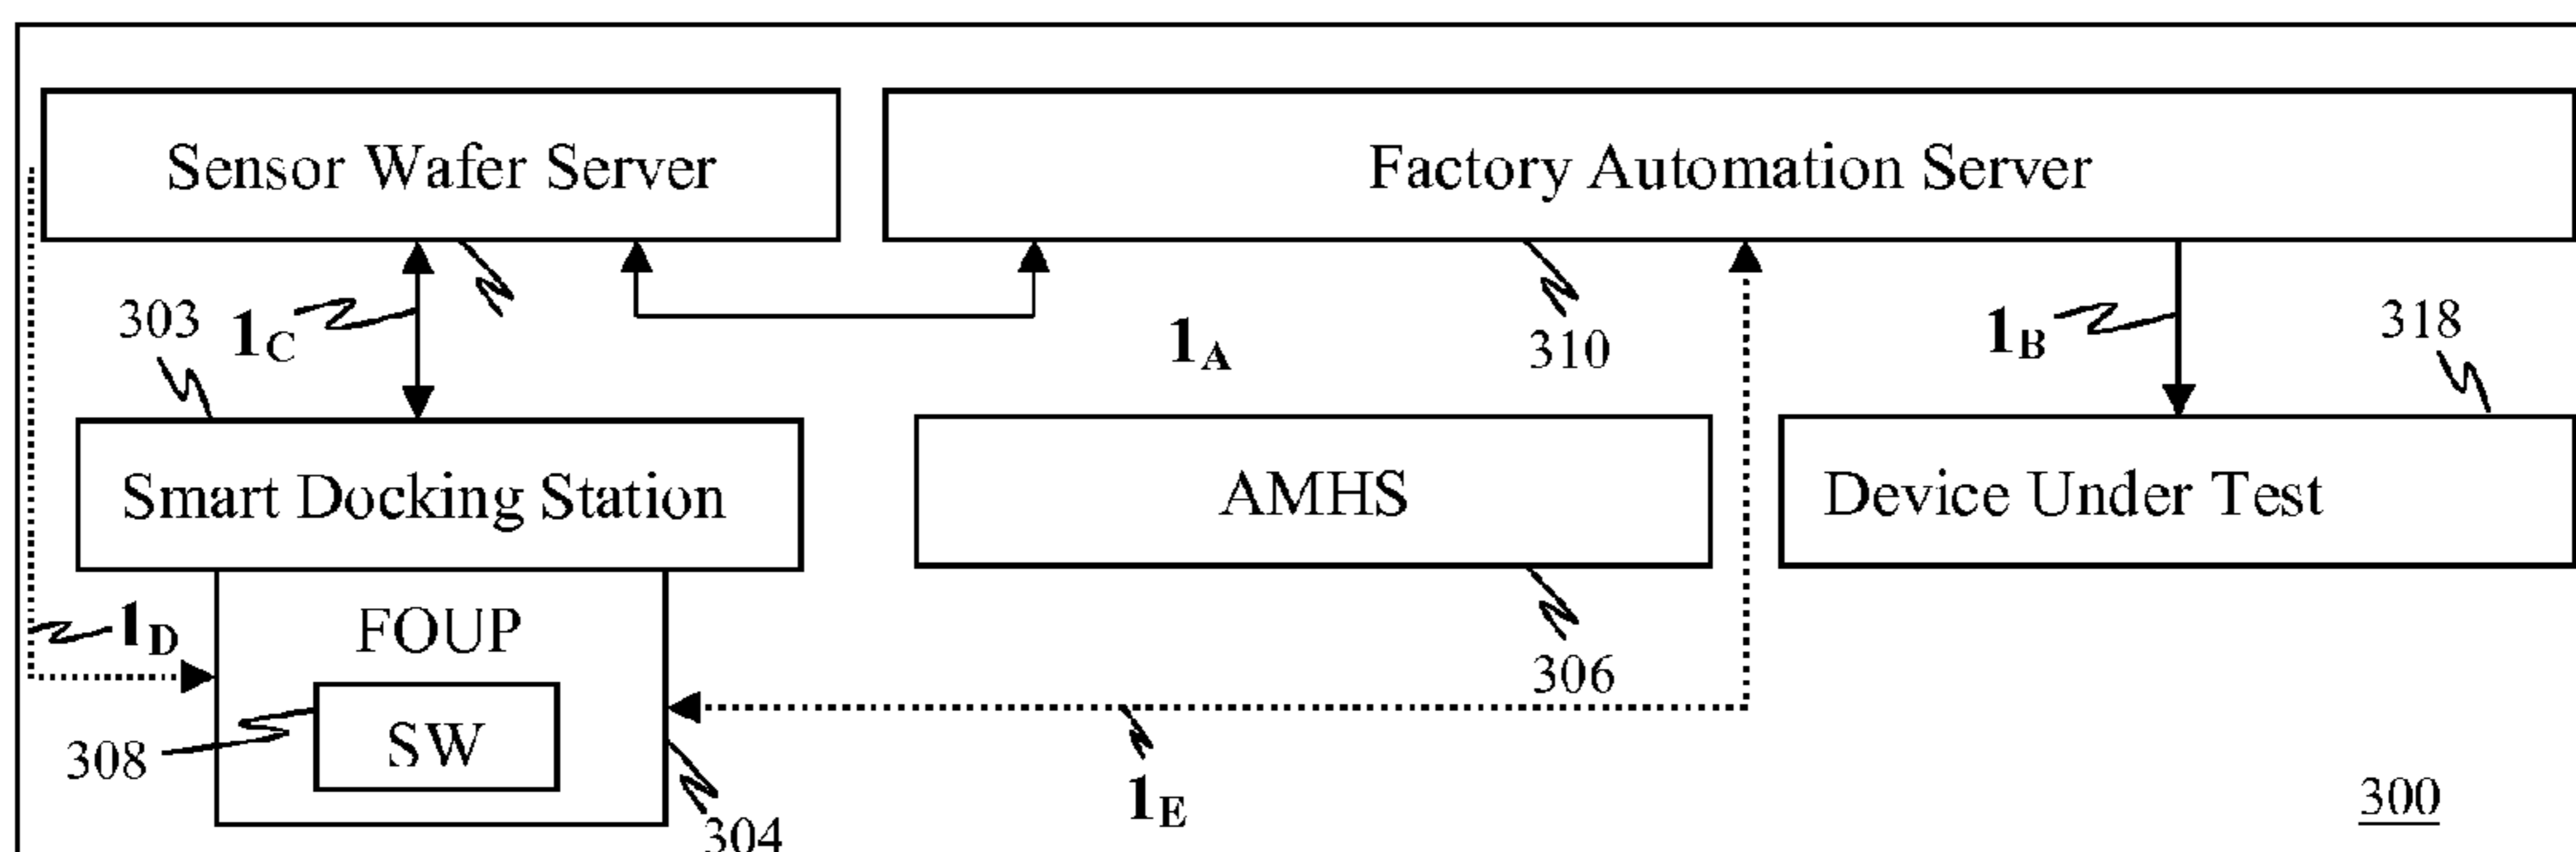 Sensor Wafer Server
Factory Automation Server
303
1C
1A
310
1B
318
Smart Docking Station
AMHS
Device Under Test
1D
FOUP
306
308
SW
1E
304
300